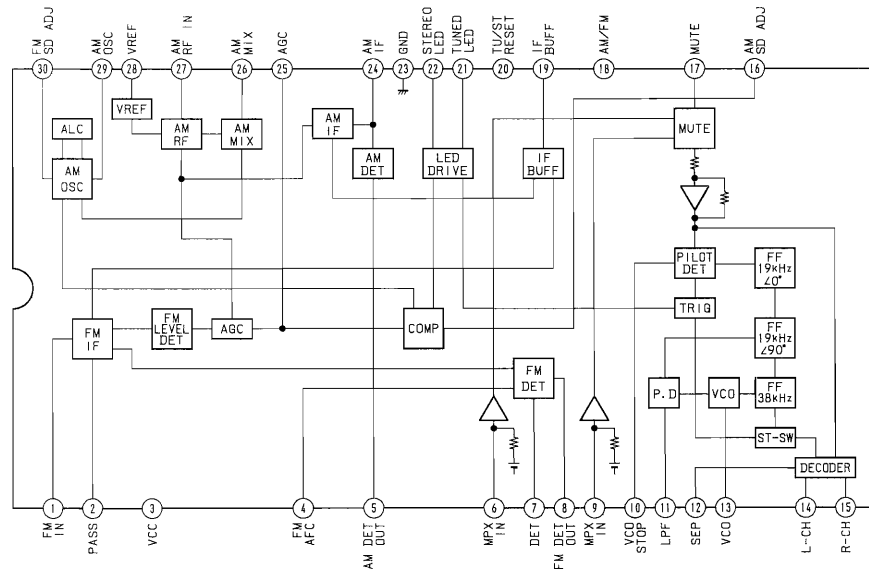 FM SD ADJ
AM OSC
VREF
AM RF IN
AM MIX
AGC
AM IF
GND
STEREO LED
TUNED LED
TU/ST RESET
IF BUFF
AM/FM
MUTE
AM SD ADJ
30
29
28
27
26
25
24
23
22
21
20
19
18
17
16
VREF
ALC
AM RF
AM MIX
AM IF
MUTE
AM OSC
AM DET
LED DRIVE
IF BUFF
PILOT DET
FF 19kHz ∠0°
TRIG
FM IF
FM LEVEL DET
AGC
COMP
FF 19kHz ∠90°
FM DET
P.D
VCO
FF 38kHz
ST-SW
DECODER
1
2
3
4
5
6
7
8
9
10
11
12
13
14
15
FM IN
PASS
VCC
FM AFC
AM DET OUT
MPX IN
DET
FM DET OUT
MPX IN
VCO STOP
LPF
SEP
VCO
L-CH
R-CH